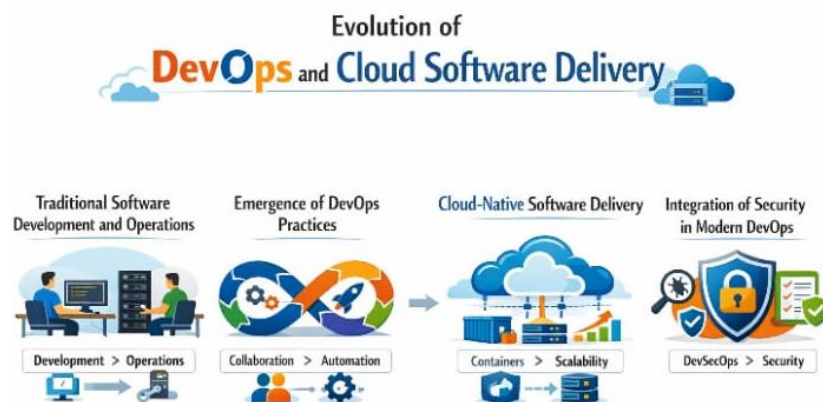 Evolution of
DevOps and Cloud Software Delivery
Traditional Software
Development and Operations
Development > Operations
Emergence of DevOps
Practices
Collaboration > Automation
Cloud-Native Software Delivery
Containers > Scalability
Integration of Security
in Modern DevOps
DevSecOps > Security